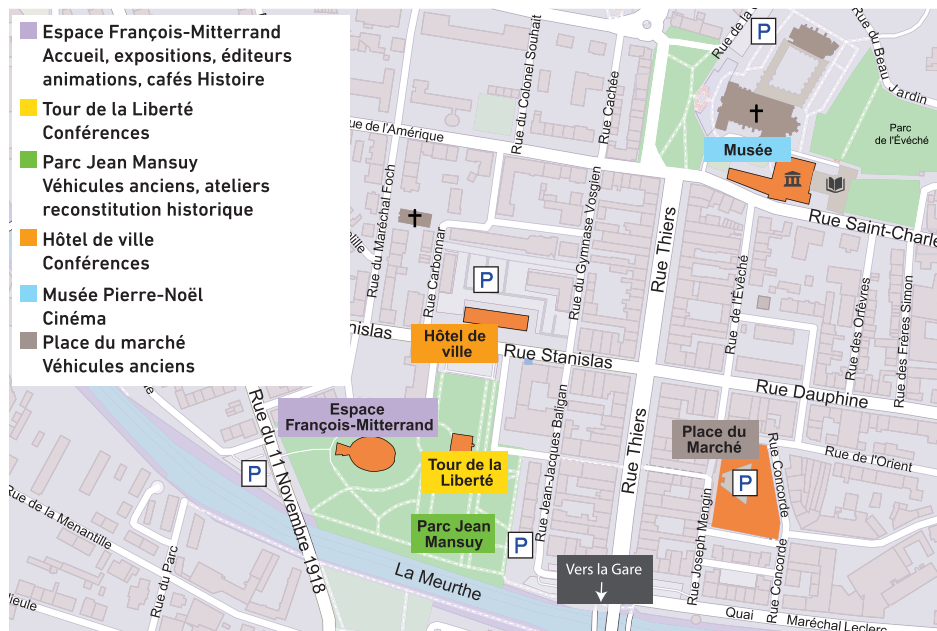 Espace François-Mitterrand
Accueil, expositions, éditeurs
animations, cafés Histoire
Tour de la Liberté
Conférences
Parc Jean Mansuy
Véhicules anciens, ateliers
reconstitution historique
Hôtel de ville
Conférences
Musée Pierre-Noël
Cinéma
Place du marché
Véhicules anciens
Rue du Colonel Souhait
Rue Cachée
Rue de la
P
Rue du Beau Jardin
Parc
de l'Évêché
ue de l'Amérique
Musée
Rue Saint-Charle
Rue du Maréchal Foch
Rue Carbonnar
Rue du Gymnase Vosgien
Rue Thiers
Rue de l'Évêché
Rue des Orfèvres
Rue des Frères Simon
P
nislas
Hôtel de
ville
Rue Stanislas
Rue Dauphine
Rue du 11 Novembre 1918
Espace
François-Mitterrand
Tour de la
Liberté
Parc Jean
Mansuy
P
P
Rue Jean-Jacques Baligan
Rue Thiers
Place du
Marché
P
Rue Concorde
Rue de l'Orient
Rue Joseph Mengin
Rue Concorde
Rue de la Menantille
Rue du Parc
La Meurthe
Vers la Gare
Quai
Maréchal Leclerc